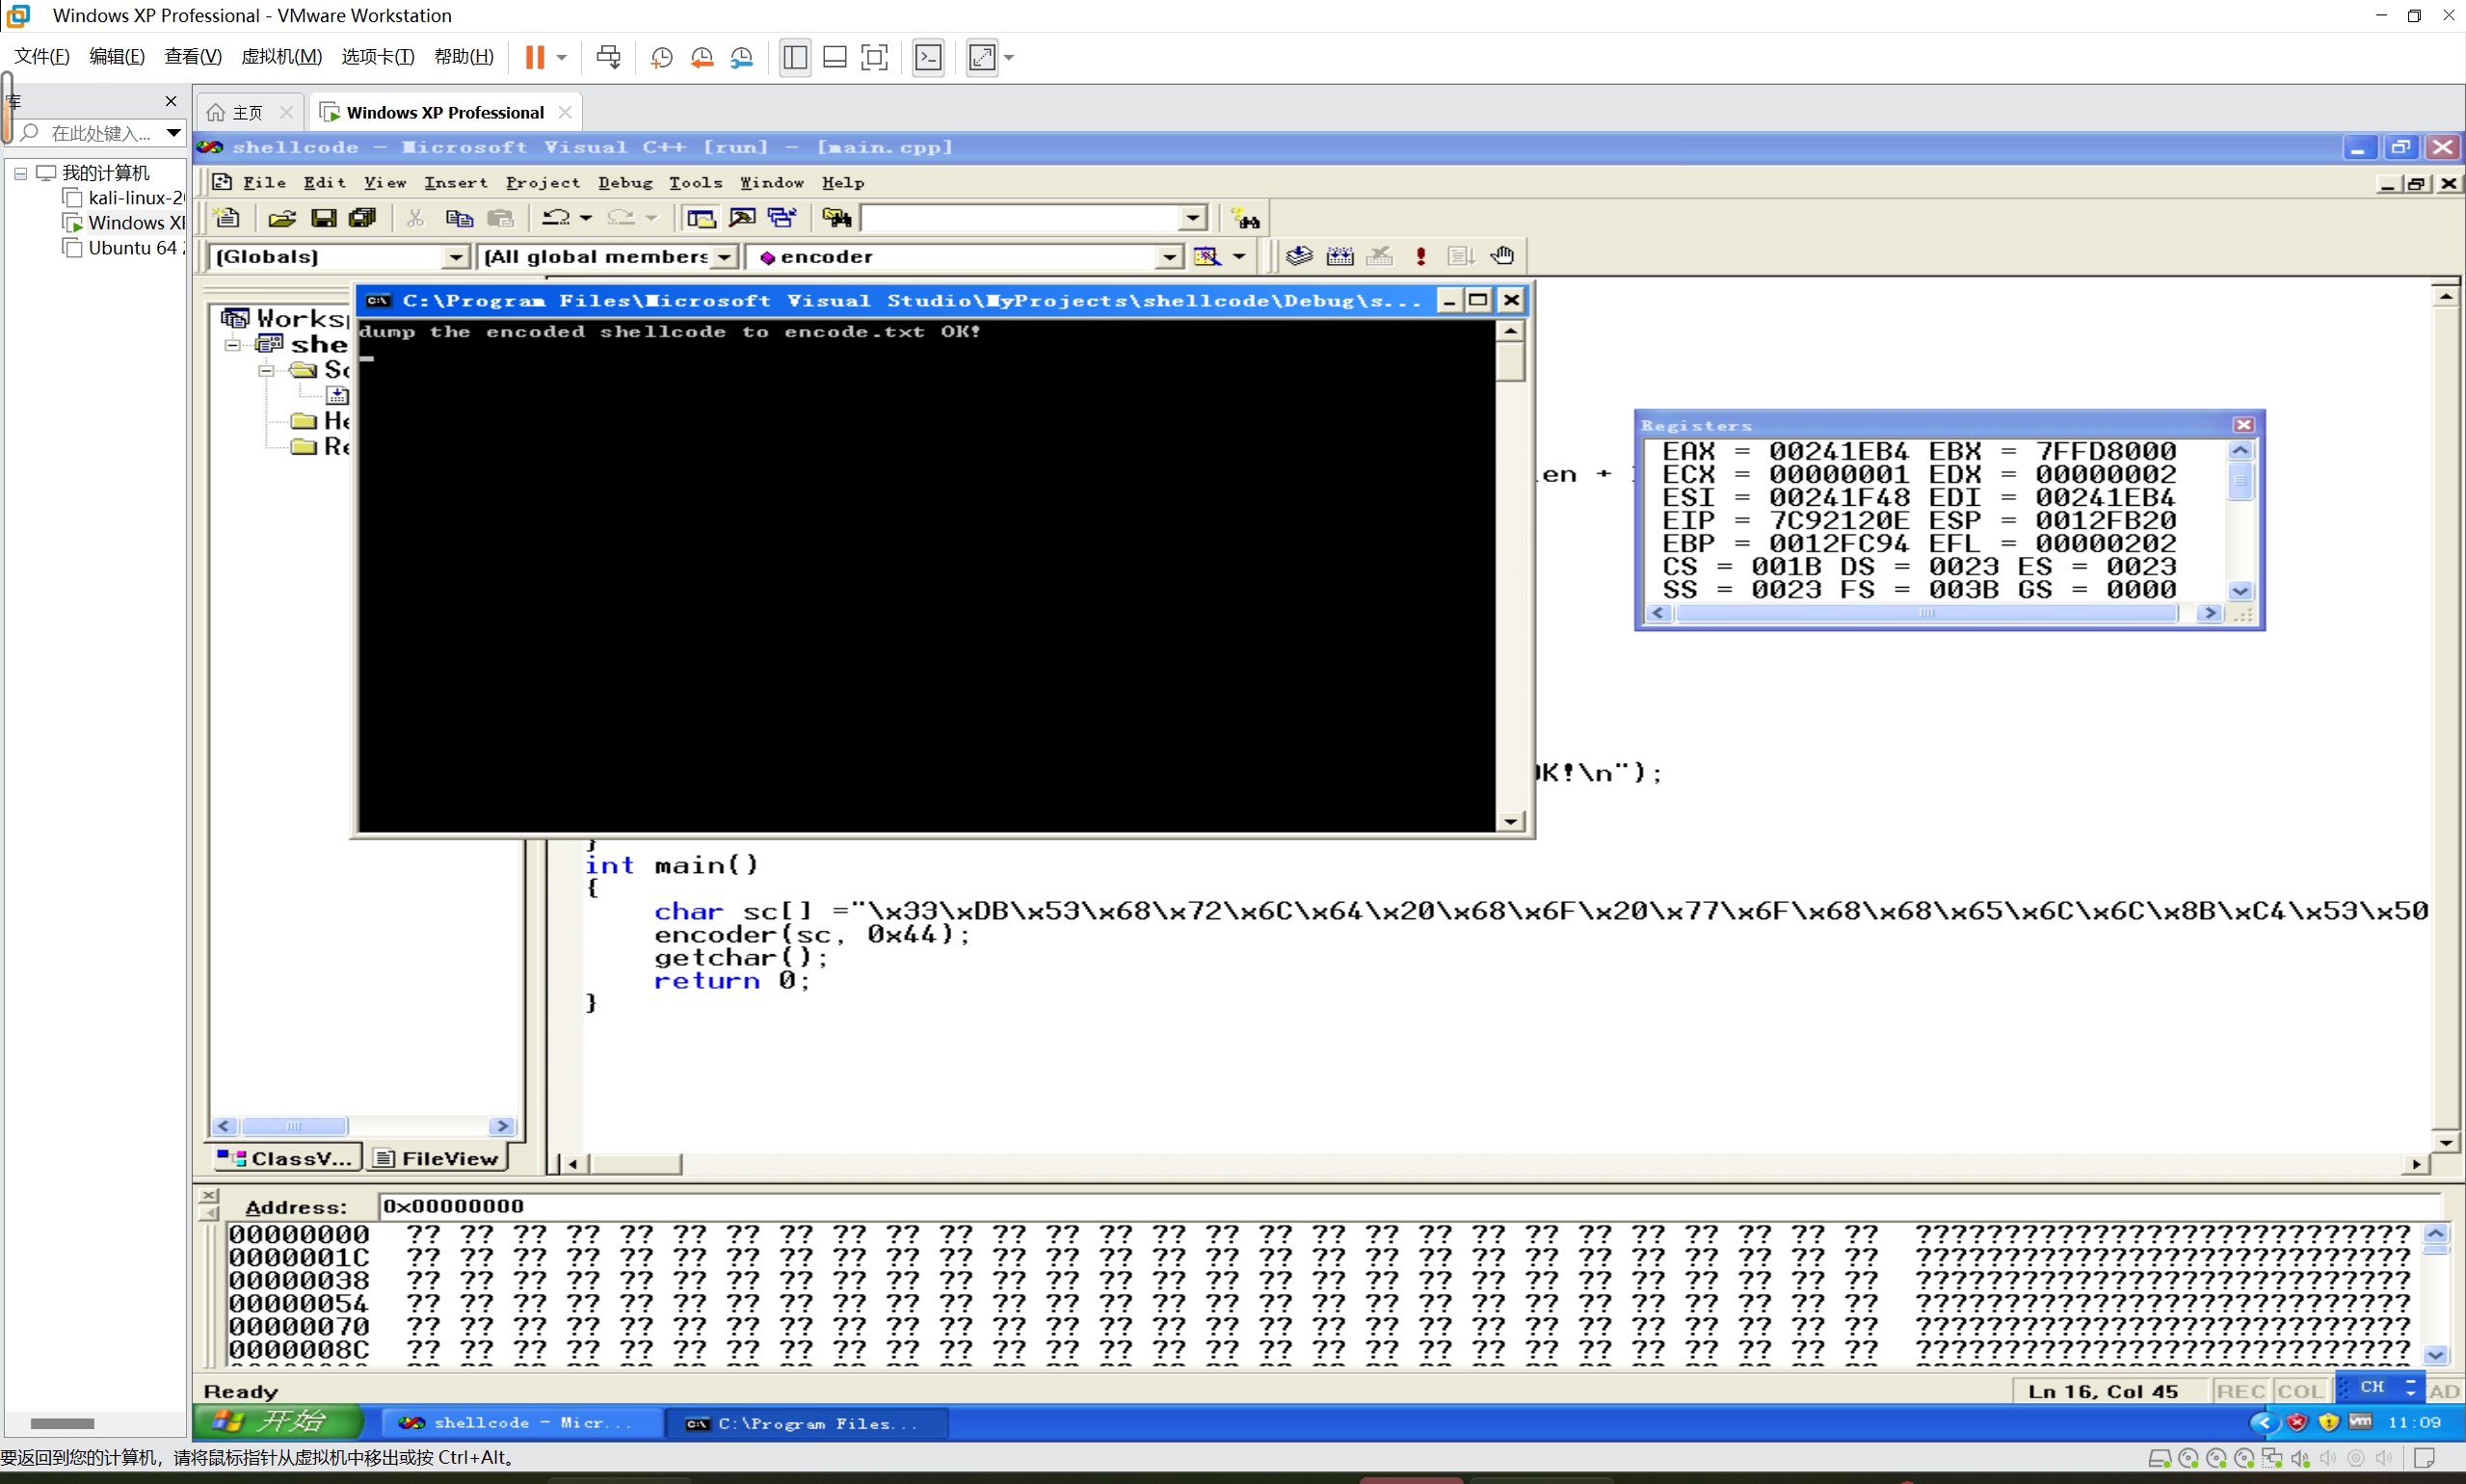 Windows XP Professional - VMware Workstation
文件(F) 编辑(E) 查看(V) 虚拟机(M) 选项卡(T) 帮助(H)
库
主页
Windows XP Professional
在此处键入...
我的计算机
kali-linux-2
Windows XP
Ubuntu 64
shellcode - Microsoft Visual C++ [run] - [main.cpp]
File Edit View Insert Project Debug Tools Window Help
(Globals) (All global members encoder
C:\Program Files\Microsoft Visual Studio\MyProjects\shellcode\Debug\s...
dump the encoded shellcode to encode.txt OK!
Registers
EAX = 00241EB4 EBX = 7FFD8000
ECX = 00000001 EDX = 00000002
ESI = 00241F48 EDI = 00241EB4
EIP = 7C92120E ESP = 0012FB20
EBP = 0012FC94 EFL = 00000202
CS = 001B DS = 0023 ES = 0023
SS = 0023 FS = 003B GS = 0000
en +
K!\n");
}
int main()
{
char sc[] ="\x33\xDB\x53\x68\x72\x6C\x64\x20\x68\x6F\x20\x77\x6F\x68\x68\x65\x6C\x6C\x8B\xC4\x53\x50
encoder(sc, 0x44);
getchar();
return 0;
}
ClassV... FileView
Address: 0x00000000
00000000 ?? ?? ?? ?? ?? ?? ?? ?? ?? ?? ?? ?? ?? ?? ?? ?? ?? ?? ?? ?? ?? ?? ?? ?? ?? ?? ?? ?? ????????????????????????????
0000001C ?? ?? ?? ?? ?? ?? ?? ?? ?? ?? ?? ?? ?? ?? ?? ?? ?? ?? ?? ?? ?? ?? ?? ?? ?? ?? ?? ?? ????????????????????????????
00000038 ?? ?? ?? ?? ?? ?? ?? ?? ?? ?? ?? ?? ?? ?? ?? ?? ?? ?? ?? ?? ?? ?? ?? ?? ?? ?? ?? ?? ????????????????????????????
00000054 ?? ?? ?? ?? ?? ?? ?? ?? ?? ?? ?? ?? ?? ?? ?? ?? ?? ?? ?? ?? ?? ?? ?? ?? ?? ?? ?? ?? ????????????????????????????
00000070 ?? ?? ?? ?? ?? ?? ?? ?? ?? ?? ?? ?? ?? ?? ?? ?? ?? ?? ?? ?? ?? ?? ?? ?? ?? ?? ?? ?? ????????????????????????????
0000008C ?? ?? ?? ?? ?? ?? ?? ?? ?? ?? ?? ?? ?? ?? ?? ?? ?? ?? ?? ?? ?? ?? ?? ?? ?? ?? ?? ?? ????????????????????????????
Ready
Ln 16, Col 45 REC COL CH AD
开始 shellcode - Micr... C:\Program Files... 11:09
要返回到您的计算机，请将鼠标指针从虚拟机中移出或按 Ctrl+Alt。